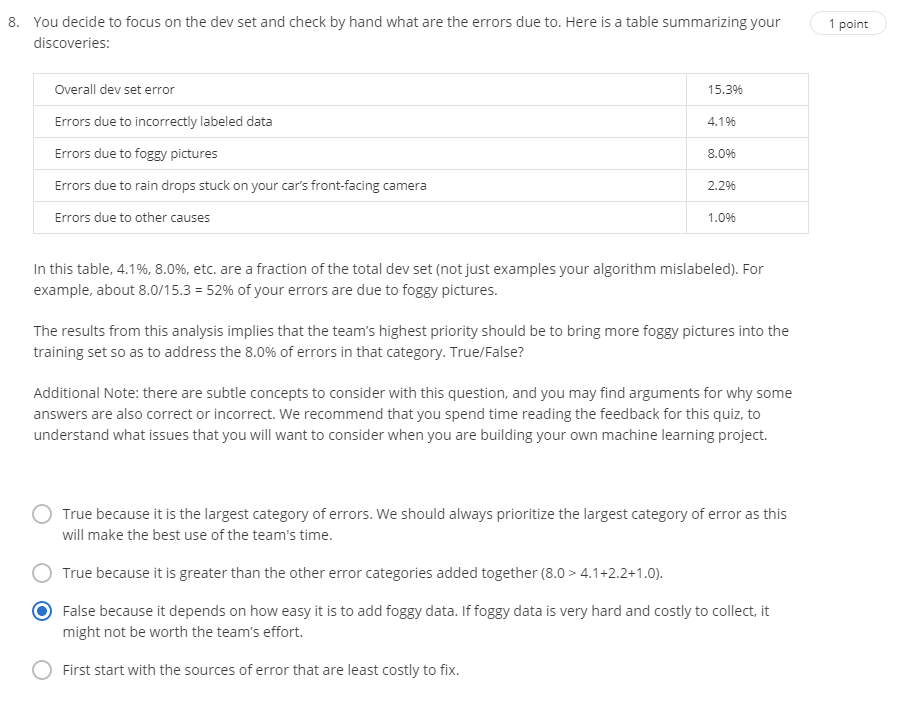 8. You decide to focus on the dev set and check by hand what are the errors due to. Here is a table summarizing your
1 point
discoveries:
Overall dev set error 15.3%
Errors due to incorrectly labeled data 4.1%
Errors due to foggy pictures 8.0%
Errors due to rain drops stuck on your car's front-facing camera 2.2%
Errors due to other causes 1.0%
In this table, 4.1%, 8.0%, etc. are a fraction of the total dev set (not just examples your algorithm mislabeled). For
example, about 8.0/15.3 = 52% of your errors are due to foggy pictures.
The results from this analysis implies that the team's highest priority should be to bring more foggy pictures into the
training set so as to address the 8.0% of errors in that category. True/False?
Additional Note: there are subtle concepts to consider with this question, and you may find arguments for why some
answers are also correct or incorrect. We recommend that you spend time reading the feedback for this quiz, to
understand what issues that you will want to consider when you are building your own machine learning project.
True because it is the largest category of errors. We should always prioritize the largest category of error as this
will make the best use of the team's time.
True because it is greater than the other error categories added together (8.0 > 4.1+2.2+1.0).
False because it depends on how easy it is to add foggy data. If foggy data is very hard and costly to collect, it
might not be worth the team's effort.
First start with the sources of error that are least costly to fix.